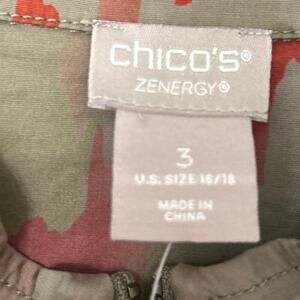 chico's®
ZENERGY®
3
U.S. SIZE 16/18
MADE IN
CHINA